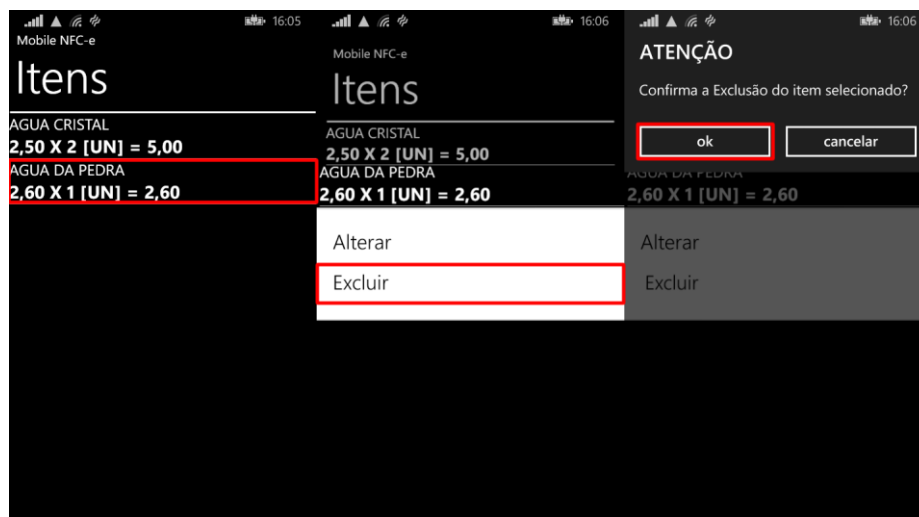 16:05
Mobile NFC-e
Itens
AGUA CRISTAL
2,50 X 2 [UN] = 5,00
AGUA DA PEDRA
2,60 X 1 [UN] = 2,60
16:06
Mobile NFC-e
Itens
AGUA CRISTAL
2,50 X 2 [UN] = 5,00
AGUA DA PEDRA
2,60 X 1 [UN] = 2,60
Alterar
Excluir
16:06
ATENÇÃO
Confirma a Exclusão do item selecionado?
ok cancelar
AGUA DA PEDRA
2,60 X 1 [UN] = 2,60
Alterar
Excluir